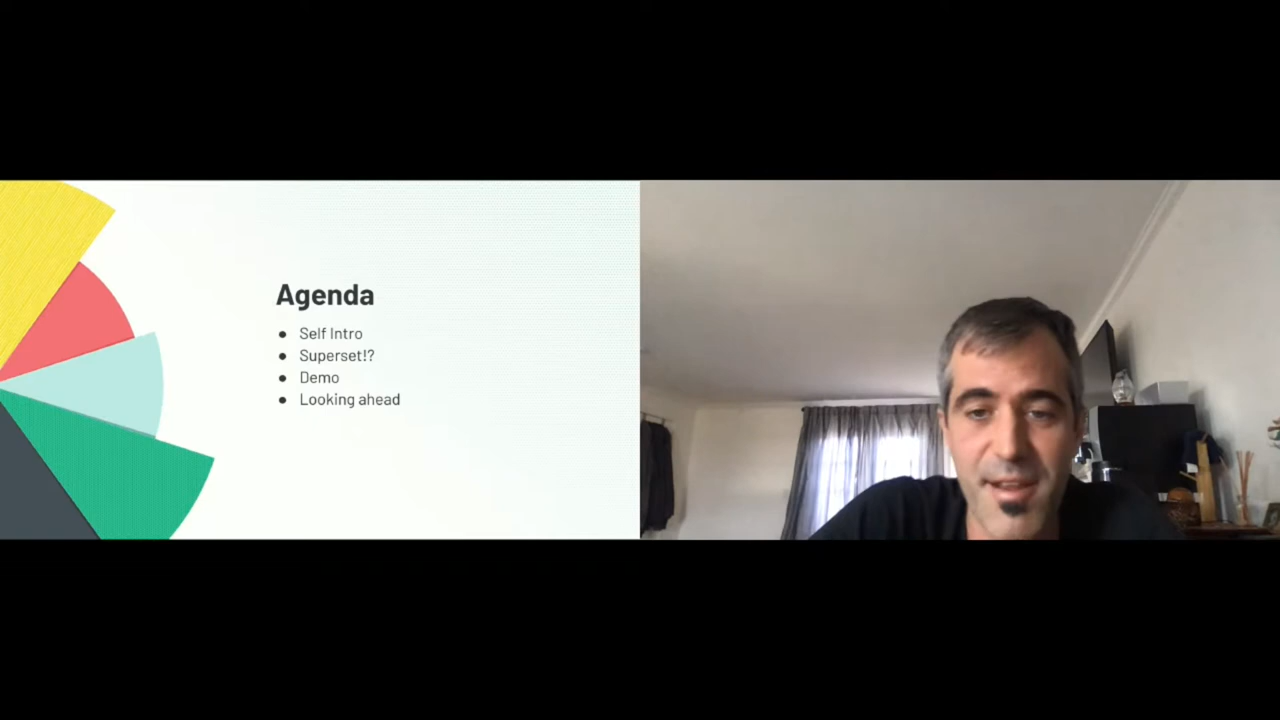 Agenda
● Self Intro
● Superset!?
● Demo
● Looking ahead